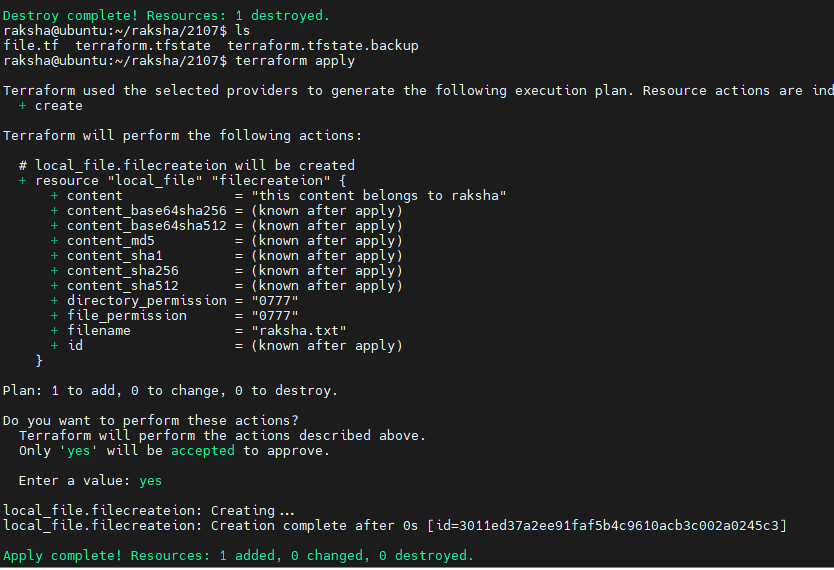 Destroy complete! Resources: 1 destroyed.
raksha@ubuntu:~/raksha/2107$ ls
file.tf  terraform.tfstate  terraform.tfstate.backup
raksha@ubuntu:~/raksha/2107$ terraform apply

Terraform used the selected providers to generate the following execution plan. Resource actions are ind
  + create

Terraform will perform the following actions:

  # local_file.filecreateion will be created
  + resource "local_file" "filecreateion" {
      + content              = "this content belongs to raksha"
      + content_base64sha256 = (known after apply)
      + content_base64sha512 = (known after apply)
      + content_md5          = (known after apply)
      + content_sha1         = (known after apply)
      + content_sha256       = (known after apply)
      + content_sha512       = (known after apply)
      + directory_permission = "0777"
      + file_permission      = "0777"
      + filename             = "raksha.txt"
      + id                   = (known after apply)
    }

Plan: 1 to add, 0 to change, 0 to destroy.

Do you want to perform these actions?
  Terraform will perform the actions described above.
  Only 'yes' will be accepted to approve.

  Enter a value: yes

local_file.filecreateion: Creating...
local_file.filecreateion: Creation complete after 0s [id=3011ed37a2ee91faf5b4c9610acb3c002a0245c3]

Apply complete! Resources: 1 added, 0 changed, 0 destroyed.